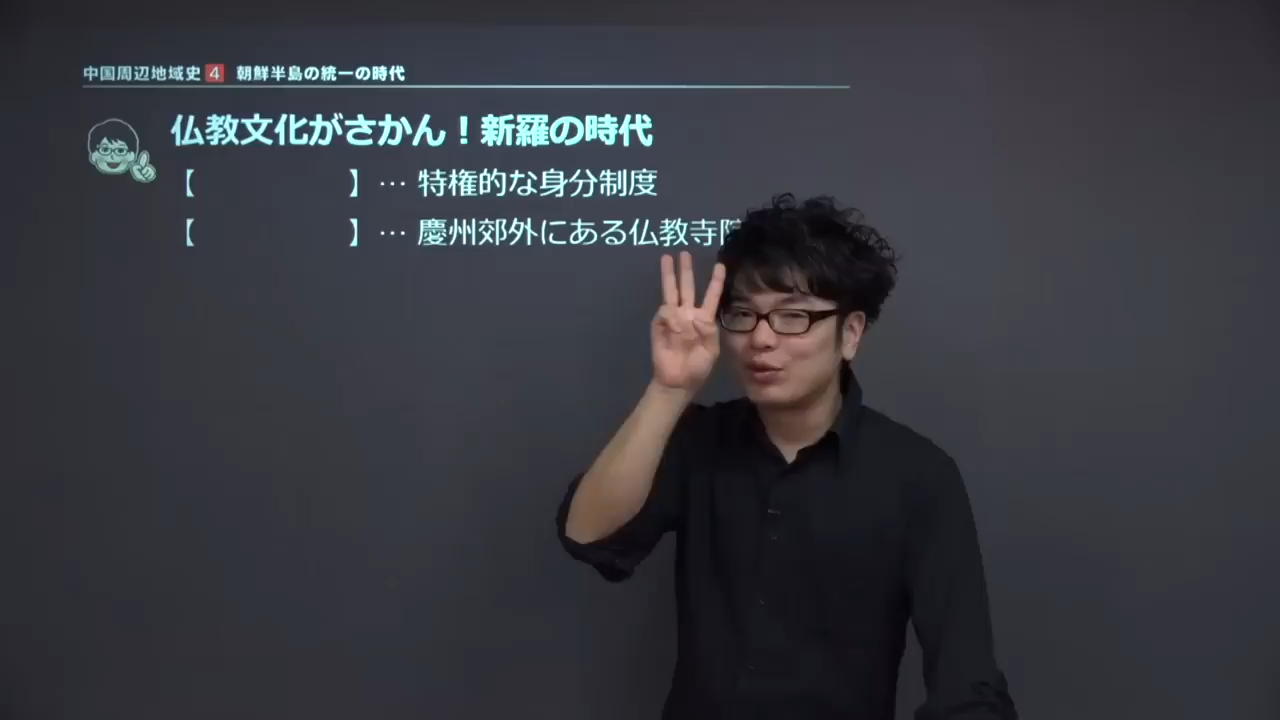 中国周辺地域史 4 朝鮮半島の統一の時代
仏教文化がさかん！新羅の時代
【 】… 特権的な身分制度
【 】… 慶州郊外にある仏教寺院